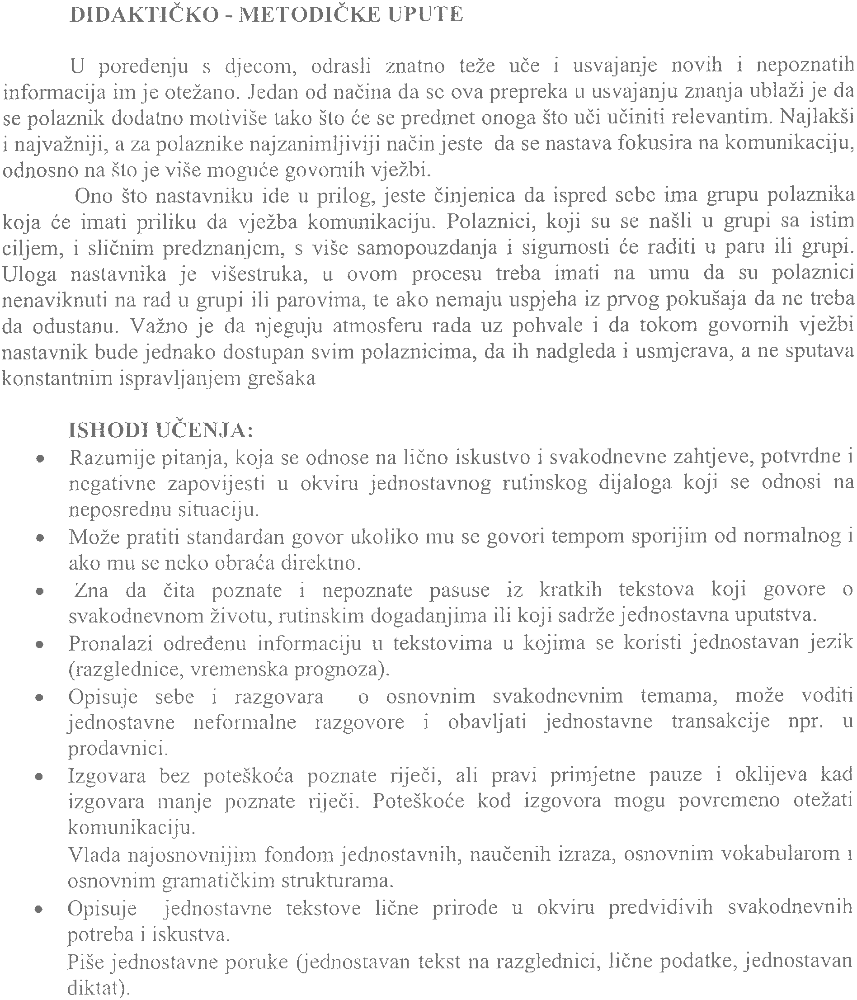 DIDAKTIČKO - METODIČKE UPUTE
U poređenju s djecom, odrasli znatno teže uče i usvajanje novih i nepoznatih
informacija im je otežano. Jedan od načina da se ova prepreka u usvajanju znanja ublaži je da
se polaznik dodatno motiviše tako što će se predmet onoga što uči učiniti relevantim. Najlakši
i najvažniji, a za polaznike najzanimljiviji način jeste da se nastava fokusira na komunikaciju,
odnosno na što je više moguće govornih vježbi.
Ono što nastavniku ide u prilog, jeste činjenica da ispred sebe ima grupu polaznika
koja će imati priliku da vježba komunikaciju. Polaznici, koji su se našli u grupi sa istim
ciljem, i sličnim predznanjem, s više samopouzdanja i sigurnosti će raditi u paru ili grupi.
Uloga nastavnika je višestruka, u ovom procesu treba imati na umu da su polaznici
nenaviknuti na rad u grupi ili parovima, te ako nemaju uspjeha iz prvog pokušaja da ne treba
da odustanu. Važno je da njeguju atmosferu rada uz pohvale i da tokom govornih vježbi
nastavnik bude jednako dostupan svim polaznicima, da ih nadgleda i usmjerava, a ne sputava
konstantnim ispravljanjem grešaka
ISHODI UČENJA:
• Razumije pitanja, koja se odnose na lično iskustvo i svakodnevne zahtjeve, potvrdne i
negativne zapovijesti u okviru jednostavnog rutinskog dijaloga koji se odnosi na
neposrednu situaciju.
• Može pratiti standardan govor ukoliko mu se govori tempom sporijim od normalnog i
ako mu se neko obraća direktno.
• Zna da čita poznate i nepoznate pasuse iz kratkih tekstova koji govore o
svakodnevnom životu, rutinskim događanjima ili koji sadrže jednostavna uputstva.
• Pronalazi određenu informaciju u tekstovima u kojima se koristi jednostavan jezik
(razglednice, vremenska prognoza).
• Opisuje sebe i razgovara o osnovnim svakodnevnim temama, može voditi
jednostavne neformalne razgovore i obavljati jednostavne transakcije npr. u
prodavnici.
• Izgovara bez poteškoća poznate riječi, ali pravi primjetne pauze i oklijeva kad
izgovara manje poznate riječi. Poteškoće kod izgovora mogu povremeno otežati
komunikaciju.
Vlada najosnovnijim fondom jednostavnih, naučenih izraza, osnovnim vokabularom i
osnovnim gramatičkim strukturama.
• Opisuje jednostavne tekstove lične prirode u okviru predvidivih svakodnevnih
potreba i iskustva.
Piše jednostavne poruke (jednostavan tekst na razglednici, lične podatke, jednostavan
diktat).